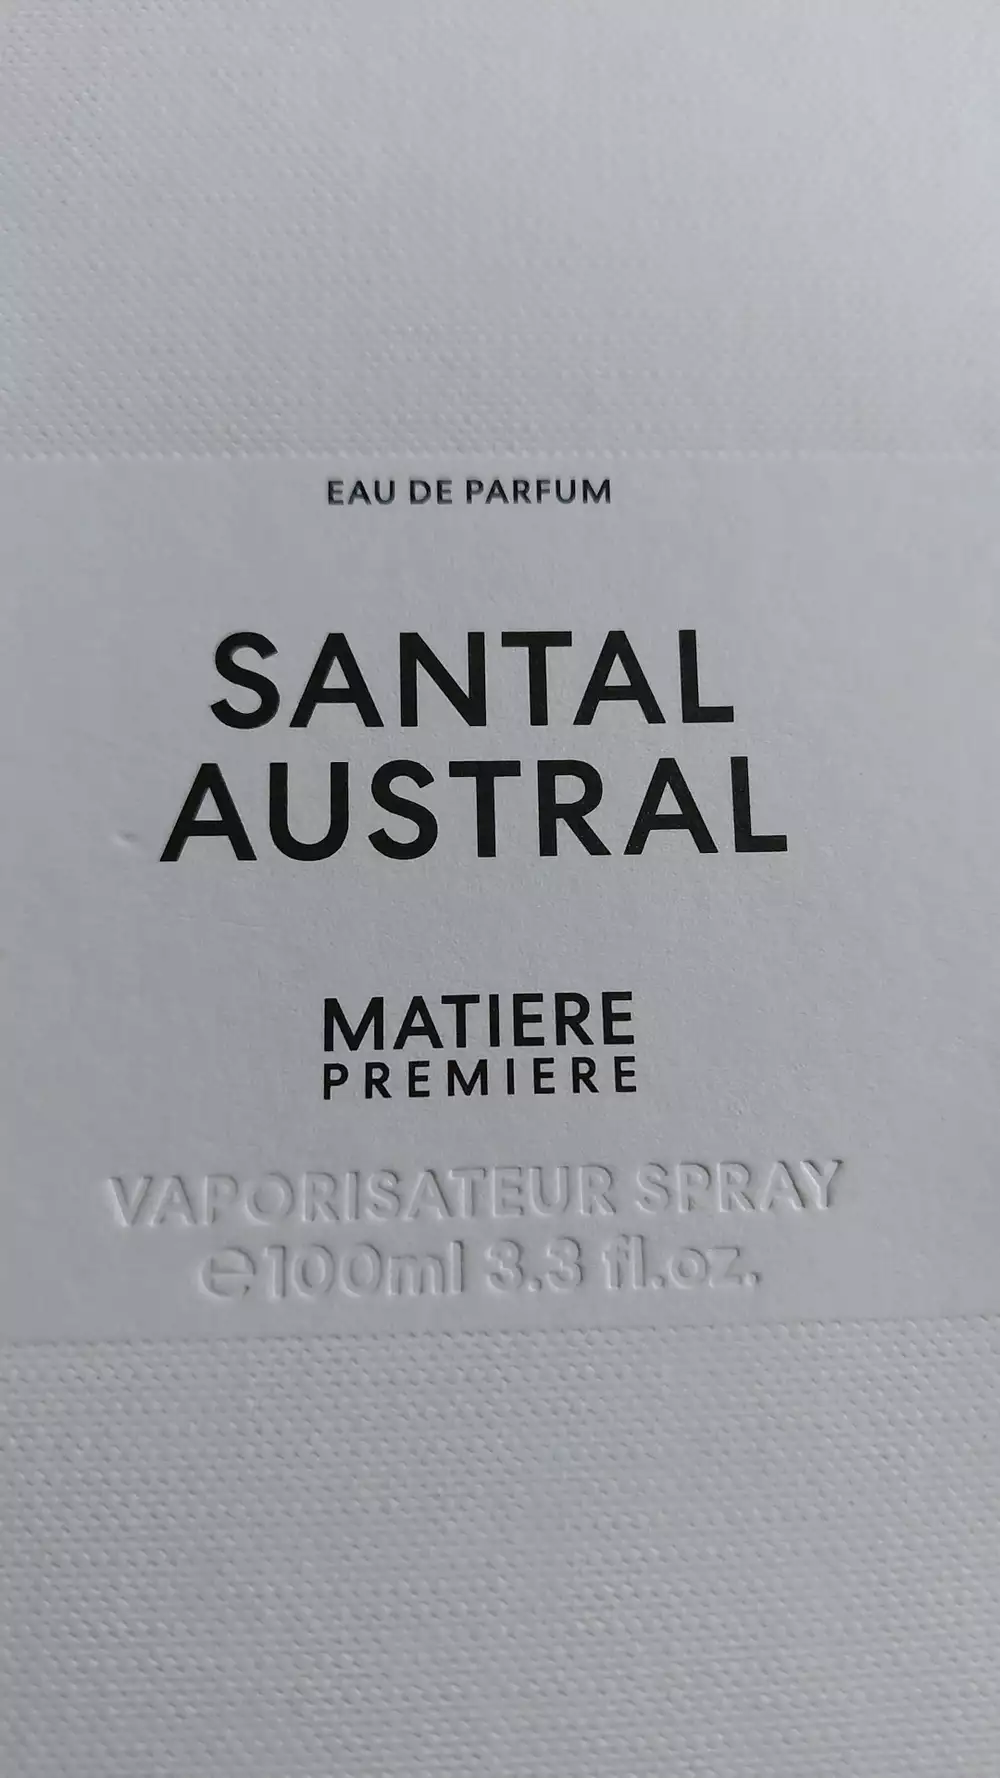 EAU DE PARFUM
SANTAL
AUSTRAL
MATIERE
PREMIERE
VAPORISATEUR SPRAY
℮100ml 3.3 fl.oz.